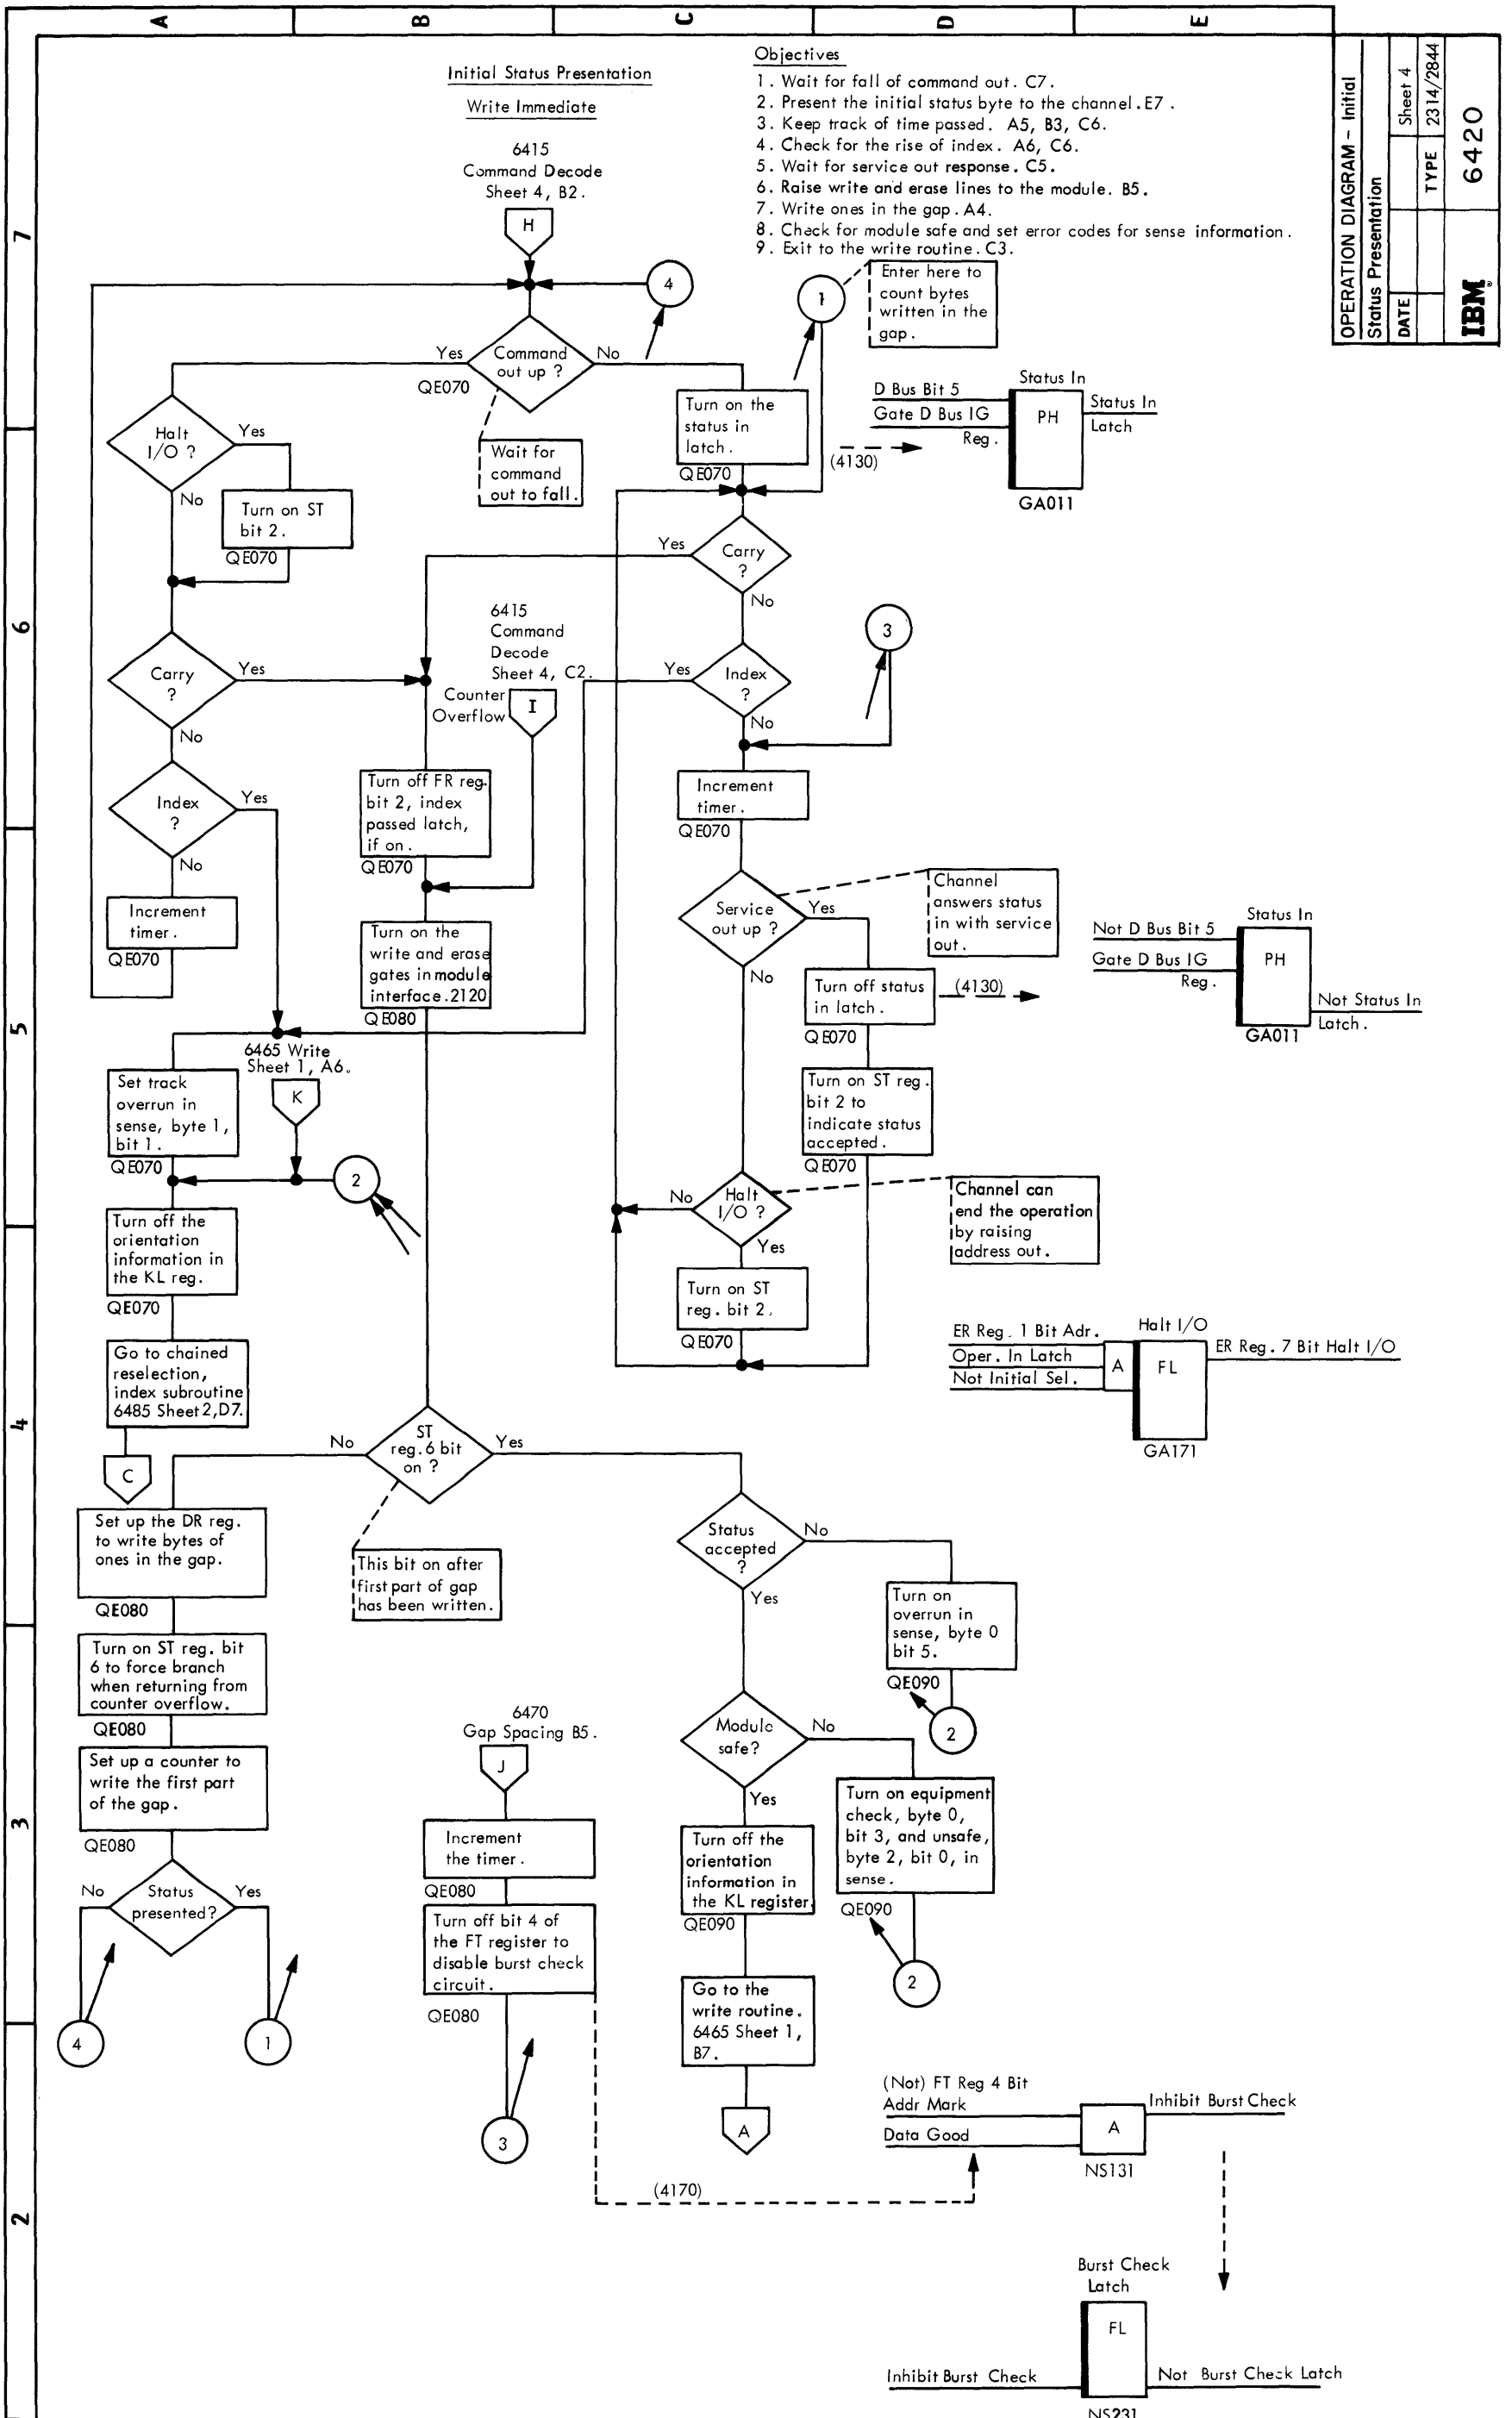 A
B
C
D
E
7
6
5
4
3
2
OPERATION DIAGRAM - Initial
Status Presentation
DATE
Sheet 4
TYPE
2314/2844
IBM
6420
Initial Status Presentation
Write Immediate
Objectives
1. Wait for fall of command out. C7.
2. Present the initial status byte to the channel. E7.
3. Keep track of time passed. A5, B3, C6.
4. Check for the rise of index. A6, C6.
5. Wait for service out response. C5.
6. Raise write and erase lines to the module. B5.
7. Write ones in the gap. A4.
8. Check for module safe and set error codes for sense information.
9. Exit to the write routine. C3.
6415
Command Decode
Sheet 4, B2.
H
4
1
Enter here to
count bytes
written in the
gap.
Yes
Command
out up ?
No
QE070
Wait for
command
out to fall.
Turn on the
status in
latch.
QE070
(4130)
D Bus Bit 5
Gate D Bus IG
Reg.
Status In
PH
Status In
Latch
GA011
Halt
I/O ?
Yes
No
Turn on ST
bit 2.
QE070
Carry
?
Yes
No
Index
?
Yes
No
Increment
timer.
QE070
6415
Command
Decode
Sheet 4, C2.
Counter
Overflow
I
Turn off FR reg.
bit 2, index
passed latch,
if on.
QE070
Turn on the
write and erase
gates in module
interface. 2120
QE080
Yes
Carry
?
No
Yes
Index
?
No
3
Increment
timer.
QE070
Service
out up ?
Yes
No
Channel
answers status
in with service
out.
Turn off status
in latch.
QE070
(4130)
Not D Bus Bit 5
Gate D Bus IG
Reg.
Status In
PH
Not Status In
Latch.
GA011
Turn on ST reg.
bit 2 to
indicate status
accepted.
QE070
No
Halt
I/O ?
Yes
Channel can
end the operation
by raising
address out.
Turn on ST
reg. bit 2.
QE070
ER Reg. 1 Bit Adr.
Oper. In Latch
Not Initial Sel.
A
Halt I/O
FL
ER Reg. 7 Bit Halt I/O
GA171
6465 Write
Sheet 1, A6.
K
Set track
overrun in
sense, byte 1,
bit 1.
QE070
2
Turn off the
orientation
information in
the KL reg.
QE070
Go to chained
reselection,
index subroutine
6485 Sheet 2, D7.
C
No
ST
reg. 6 bit
on ?
Yes
This bit on after
first part of gap
has been written.
Set up the DR reg.
to write bytes of
ones in the gap.
QE080
Turn on ST reg. bit
6 to force branch
when returning from
counter overflow.
QE080
Set up a counter to
write the first part
of the gap.
QE080
No
Status
presented?
Yes
4
1
6470
Gap Spacing B5.
J
Increment
the timer.
QE080
Turn off bit 4 of
the FT register to
disable burst check
circuit.
QE080
3
Status
accepted
?
No
Yes
Turn on
overrun in
sense, byte 0
bit 5.
QE090
2
Module
safe?
No
Yes
Turn on equipment
check, byte 0,
bit 3, and unsafe,
byte 2, bit 0, in
sense.
QE090
2
Turn off the
orientation
information in
the KL register.
QE090
Go to the
write routine.
6465 Sheet 1,
B7.
A
(4170)
(Not) FT Reg 4 Bit
Addr Mark
Data Good
A
Inhibit Burst Check
NS131
Burst Check
Latch
FL
Inhibit Burst Check
Not Burst Check Latch
NS231